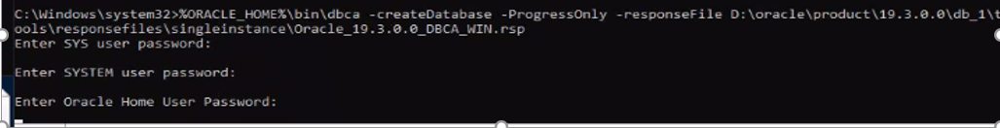 C:\Windows\system32>%ORACLE_HOME%\bin\dbca -createDatabase -ProgressOnly -responseFile D:\oracle\product\19.3.0.0\db_1\t
ools\responsefiles\singleinstance\Oracle_19.3.0.0_DBCA_WIN.rsp
Enter SYS user password:
Enter SYSTEM user password:
Enter Oracle Home User Password: